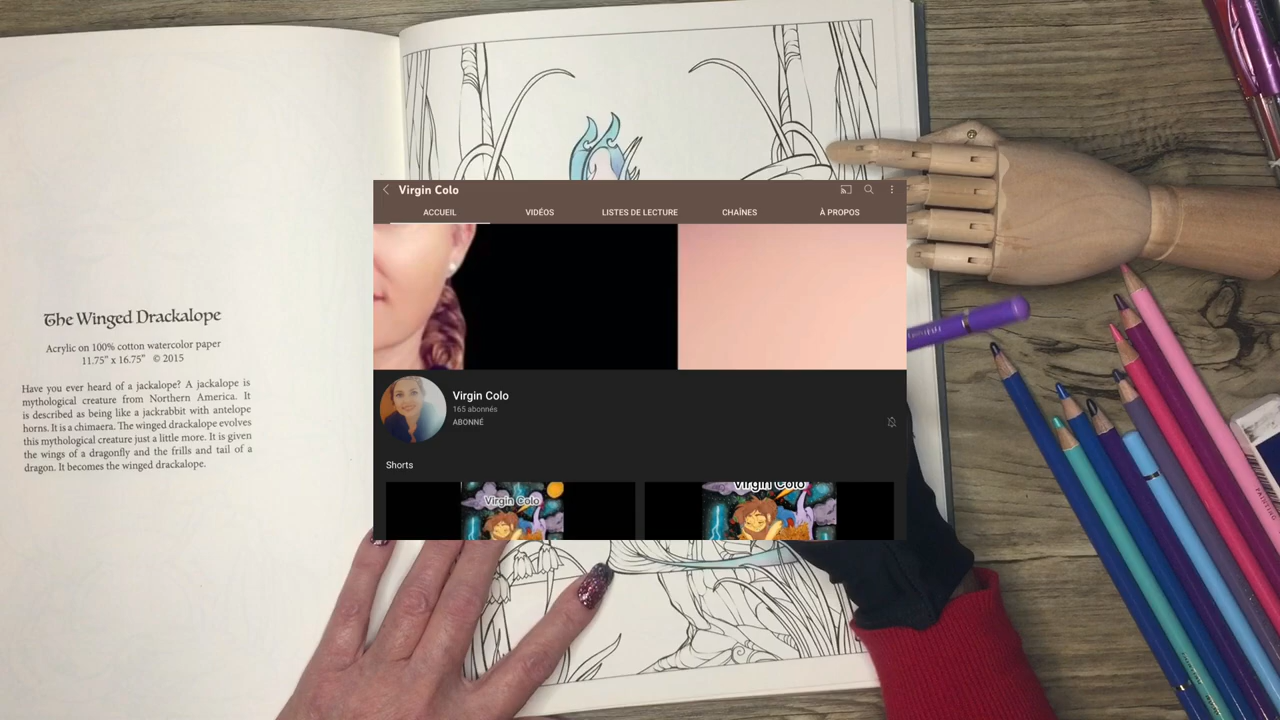 The Winged Drackalope
Acrylic on 100% cotton watercolor paper
11.75" x 16.75" © 2015
Have you ever heard of a jackalope? A jackalope is
mythological creature from Northern America. It
is described as being like a jackrabbit with antelope
horns. It is a chimaera. The winged drackalope evolves
this mythological creature just a little more. It is given
the wings of a dragonfly and the frills and tail of a
dragon. It becomes the winged drackalope.
Virgin Colo
ACCUEIL VIDÉOS LISTES DE LECTURE CHAÎNES À PROPOS
Virgin Colo
165 abonnés
ABONNÉ
Shorts
Virgin Colo
Virgin Colo